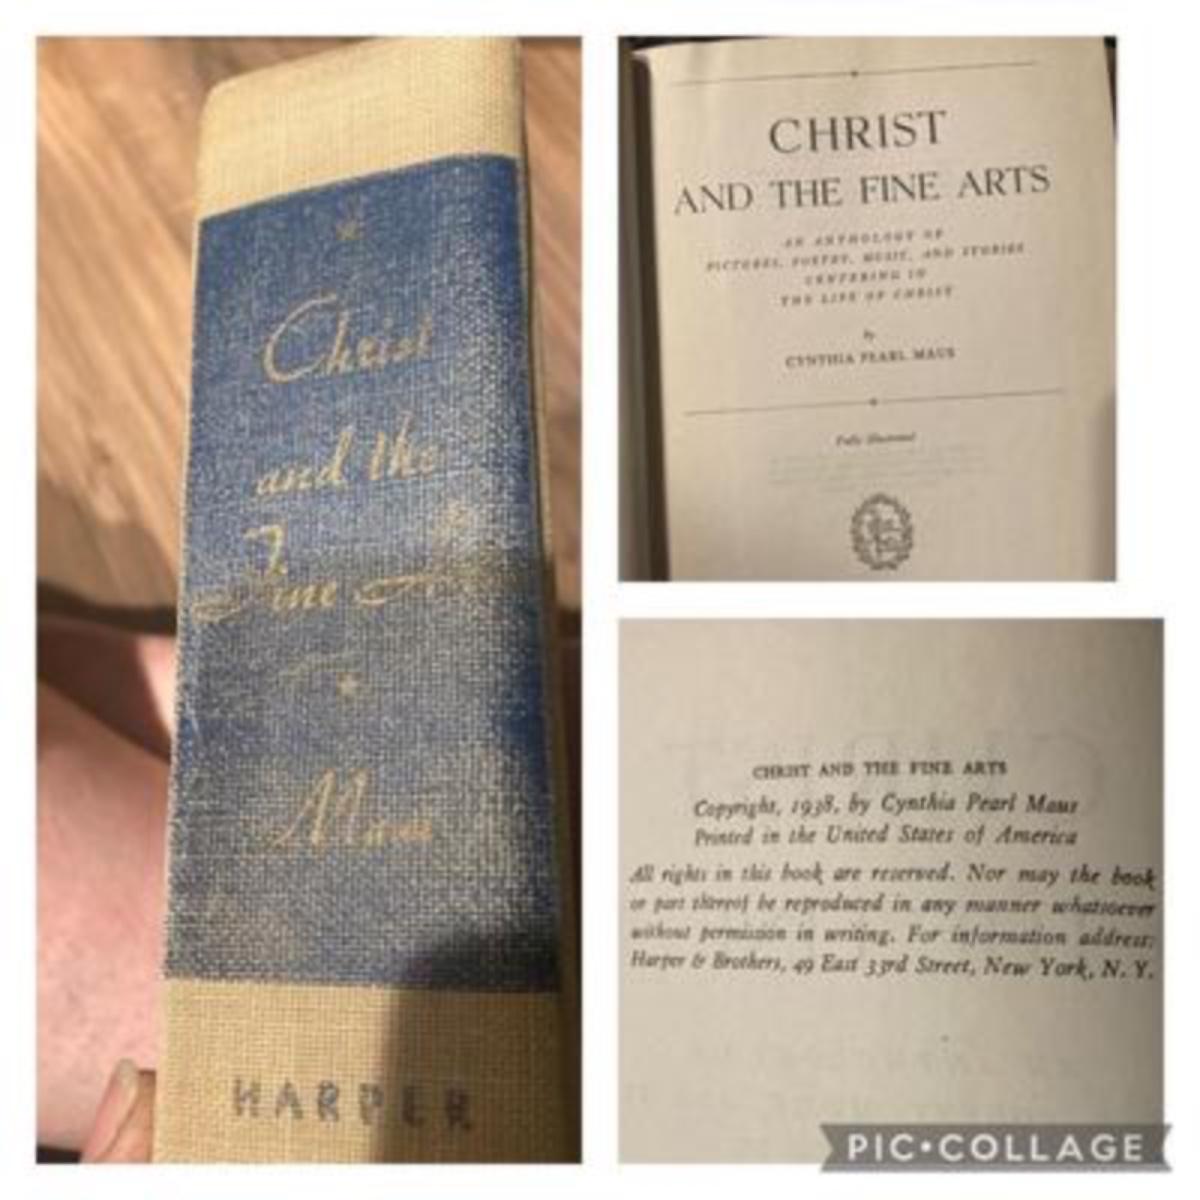 Christ
and the
Fine
Maus
HARPER
CHRIST
AND THE FINE ARTS
AN ANTHOLOGY OF
PICTURES, POETRY, MUSIC, AND STORIES
CENTERING IN
THE LIFE OF CHRIST
by
CYNTHIA PEARL MAUS
Fully Illustrated
CHRIST AND THE FINE ARTS
Copyright, 1938, by Cynthia Pearl Maus
Printed in the United States of America
All rights in this book are reserved. Nor may the book
or part thereof be reproduced in any manner whatsoever
without permission in writing. For information address:
Harper & Brothers, 49 East 33rd Street, New York, N. Y.
PIC•COLLAGE